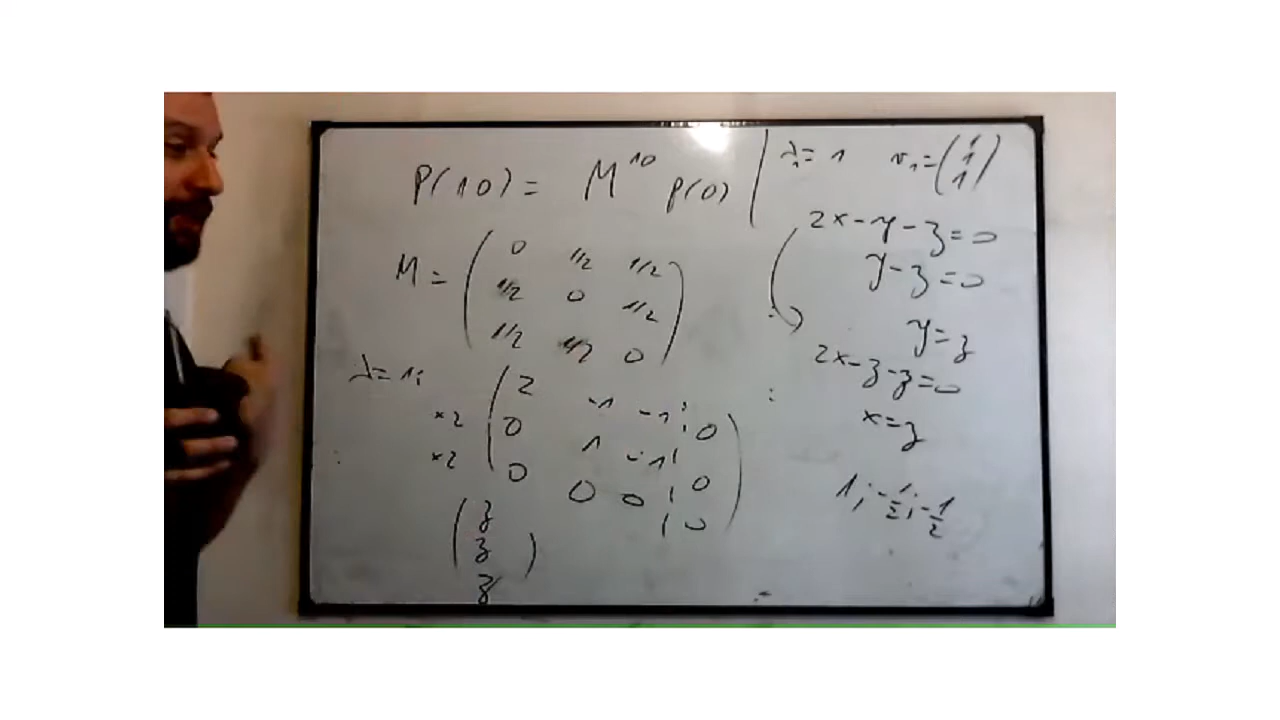 P(10) = M^10 p(0)
λ₁ = 1 v₁ = (1 1 1)
M =
0 1/2 1/2
1/2 0 1/2
1/2 1/2 0
λ = 1;
2 -1 -1 0
×2 0 1 -1 0
×2 0 0 0 0
z
z
z
2x - y - z = 0
y - z = 0
y = z
2x - z - z = 0
x = z
1; -1/2; -1/2